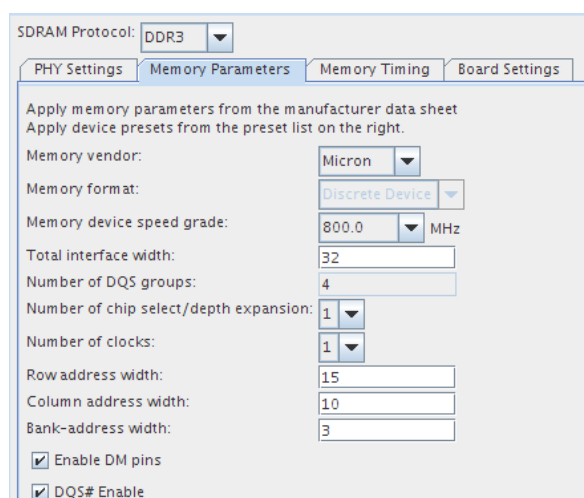 SDRAM Protocol: DDR3
PHY Settings Memory Parameters Memory Timing Board Settings
Apply memory parameters from the manufacturer data sheet
Apply device presets from the preset list on the right.
Memory vendor: Micron
Memory format: Discrete Device
Memory device speed grade: 800.0 MHz
Total interface width: 32
Number of DQS groups: 4
Number of chip select/depth expansion: 1
Number of clocks: 1
Row address width: 15
Column address width: 10
Bank-address width: 3
Enable DM pins
DQS# Enable